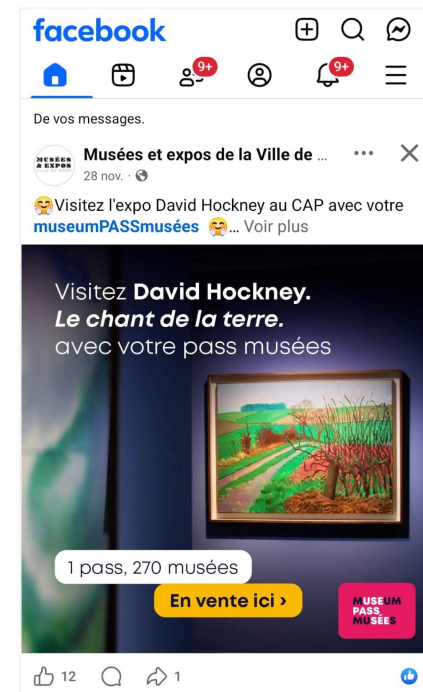 facebook
9+
9+
De vos messages.
MUSÉES
& EXPOS
Musées et expos de la Ville de ...
28 nov. ·
Visitez l'expo David Hockney au CAP avec votre
museumPASSmusées ... Voir plus
Visitez David Hockney.
Le chant de la terre.
avec votre pass musées
1 pass, 270 musées
En vente ici ›
MUSEUM
PASS
MUSÉES
12
1